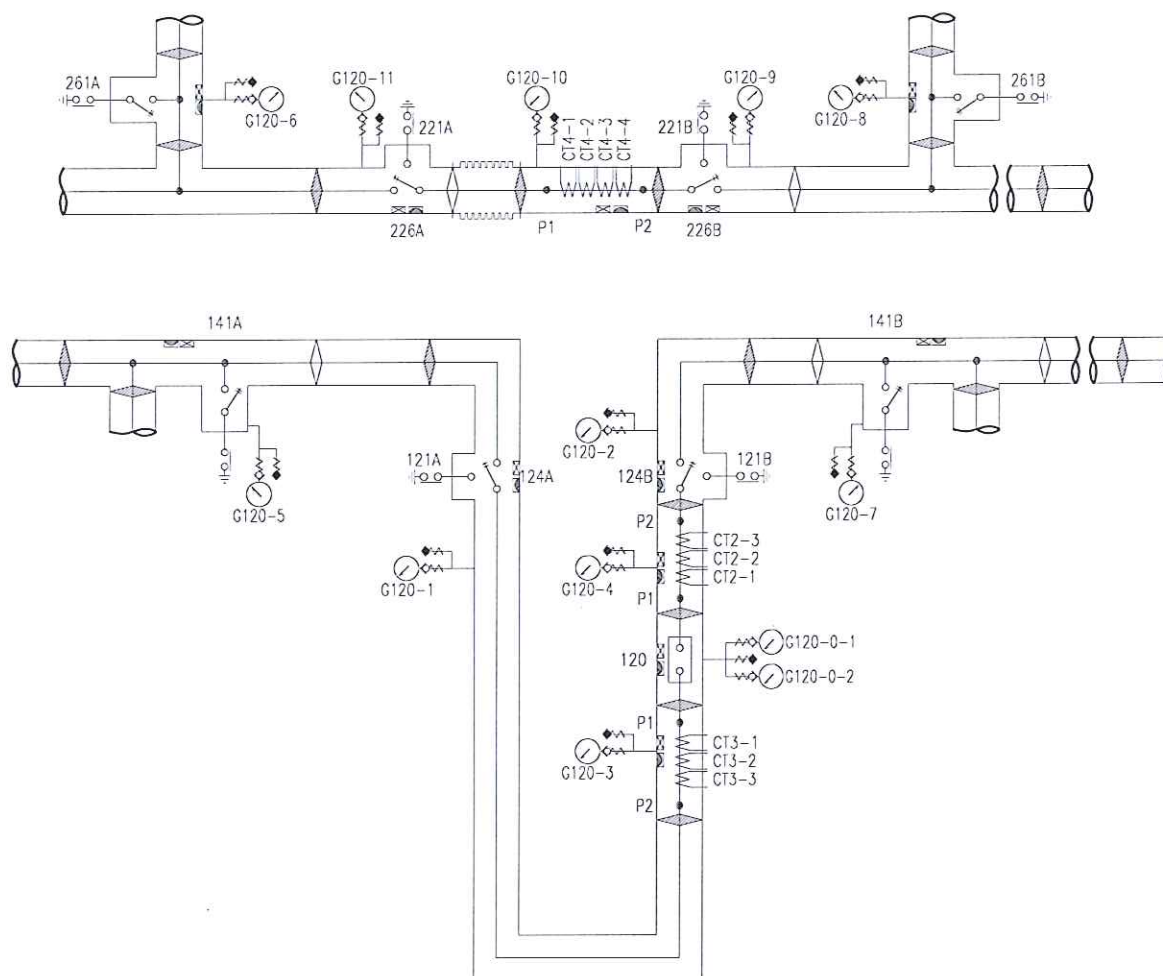 261A
G120-6
G120-11
221A
G120-10
CT4-1
CT4-2
CT4-3
CT4-4
221B
G120-9
G120-8
261B
226A
P1
P2
226B
141A
141B
G120-5
121A
124A
G120-2
124B
121B
G120-7
P2
CT2-3
CT2-2
CT2-1
G120-1
G120-4
P1
120
G120-0-1
G120-0-2
P1
CT3-1
CT3-2
CT3-3
G120-3
P2